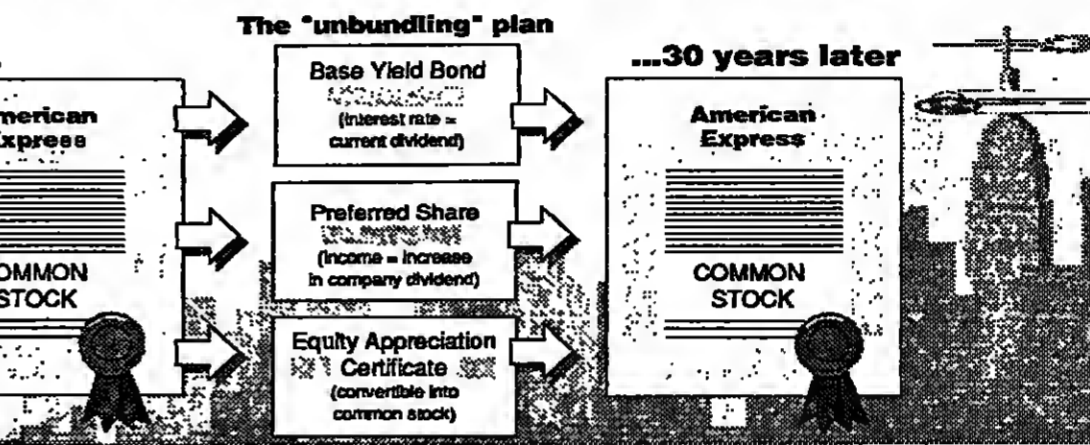 The "unbundling" plan
...30 years later
merican
xpress
OMMON
STOCK
Base Yield Bond
(Interest rate =
current dividend)
Preferred Share
(Income = Increase
in company dividend)
Equity Appreciation
Certificate
(convertible into
common stock)
American
Express
COMMON
STOCK